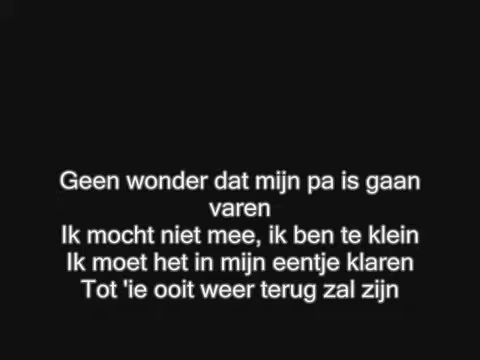 Geen wonder dat mijn pa is gaan
varen
Ik mocht niet mee, ik ben te klein
Ik moet het in mijn eentje klaren
Tot 'ie ooit weer terug zal zijn